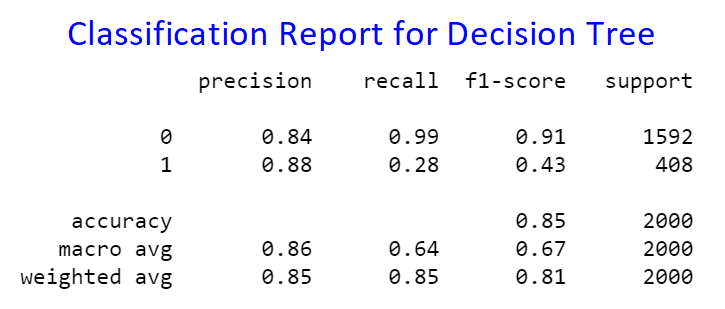 Classification Report for Decision Tree
precision recall f1-score support
0 0.84 0.99 0.91 1592
1 0.88 0.28 0.43 408
accuracy 0.85 2000
macro avg 0.86 0.64 0.67 2000
weighted avg 0.85 0.85 0.81 2000